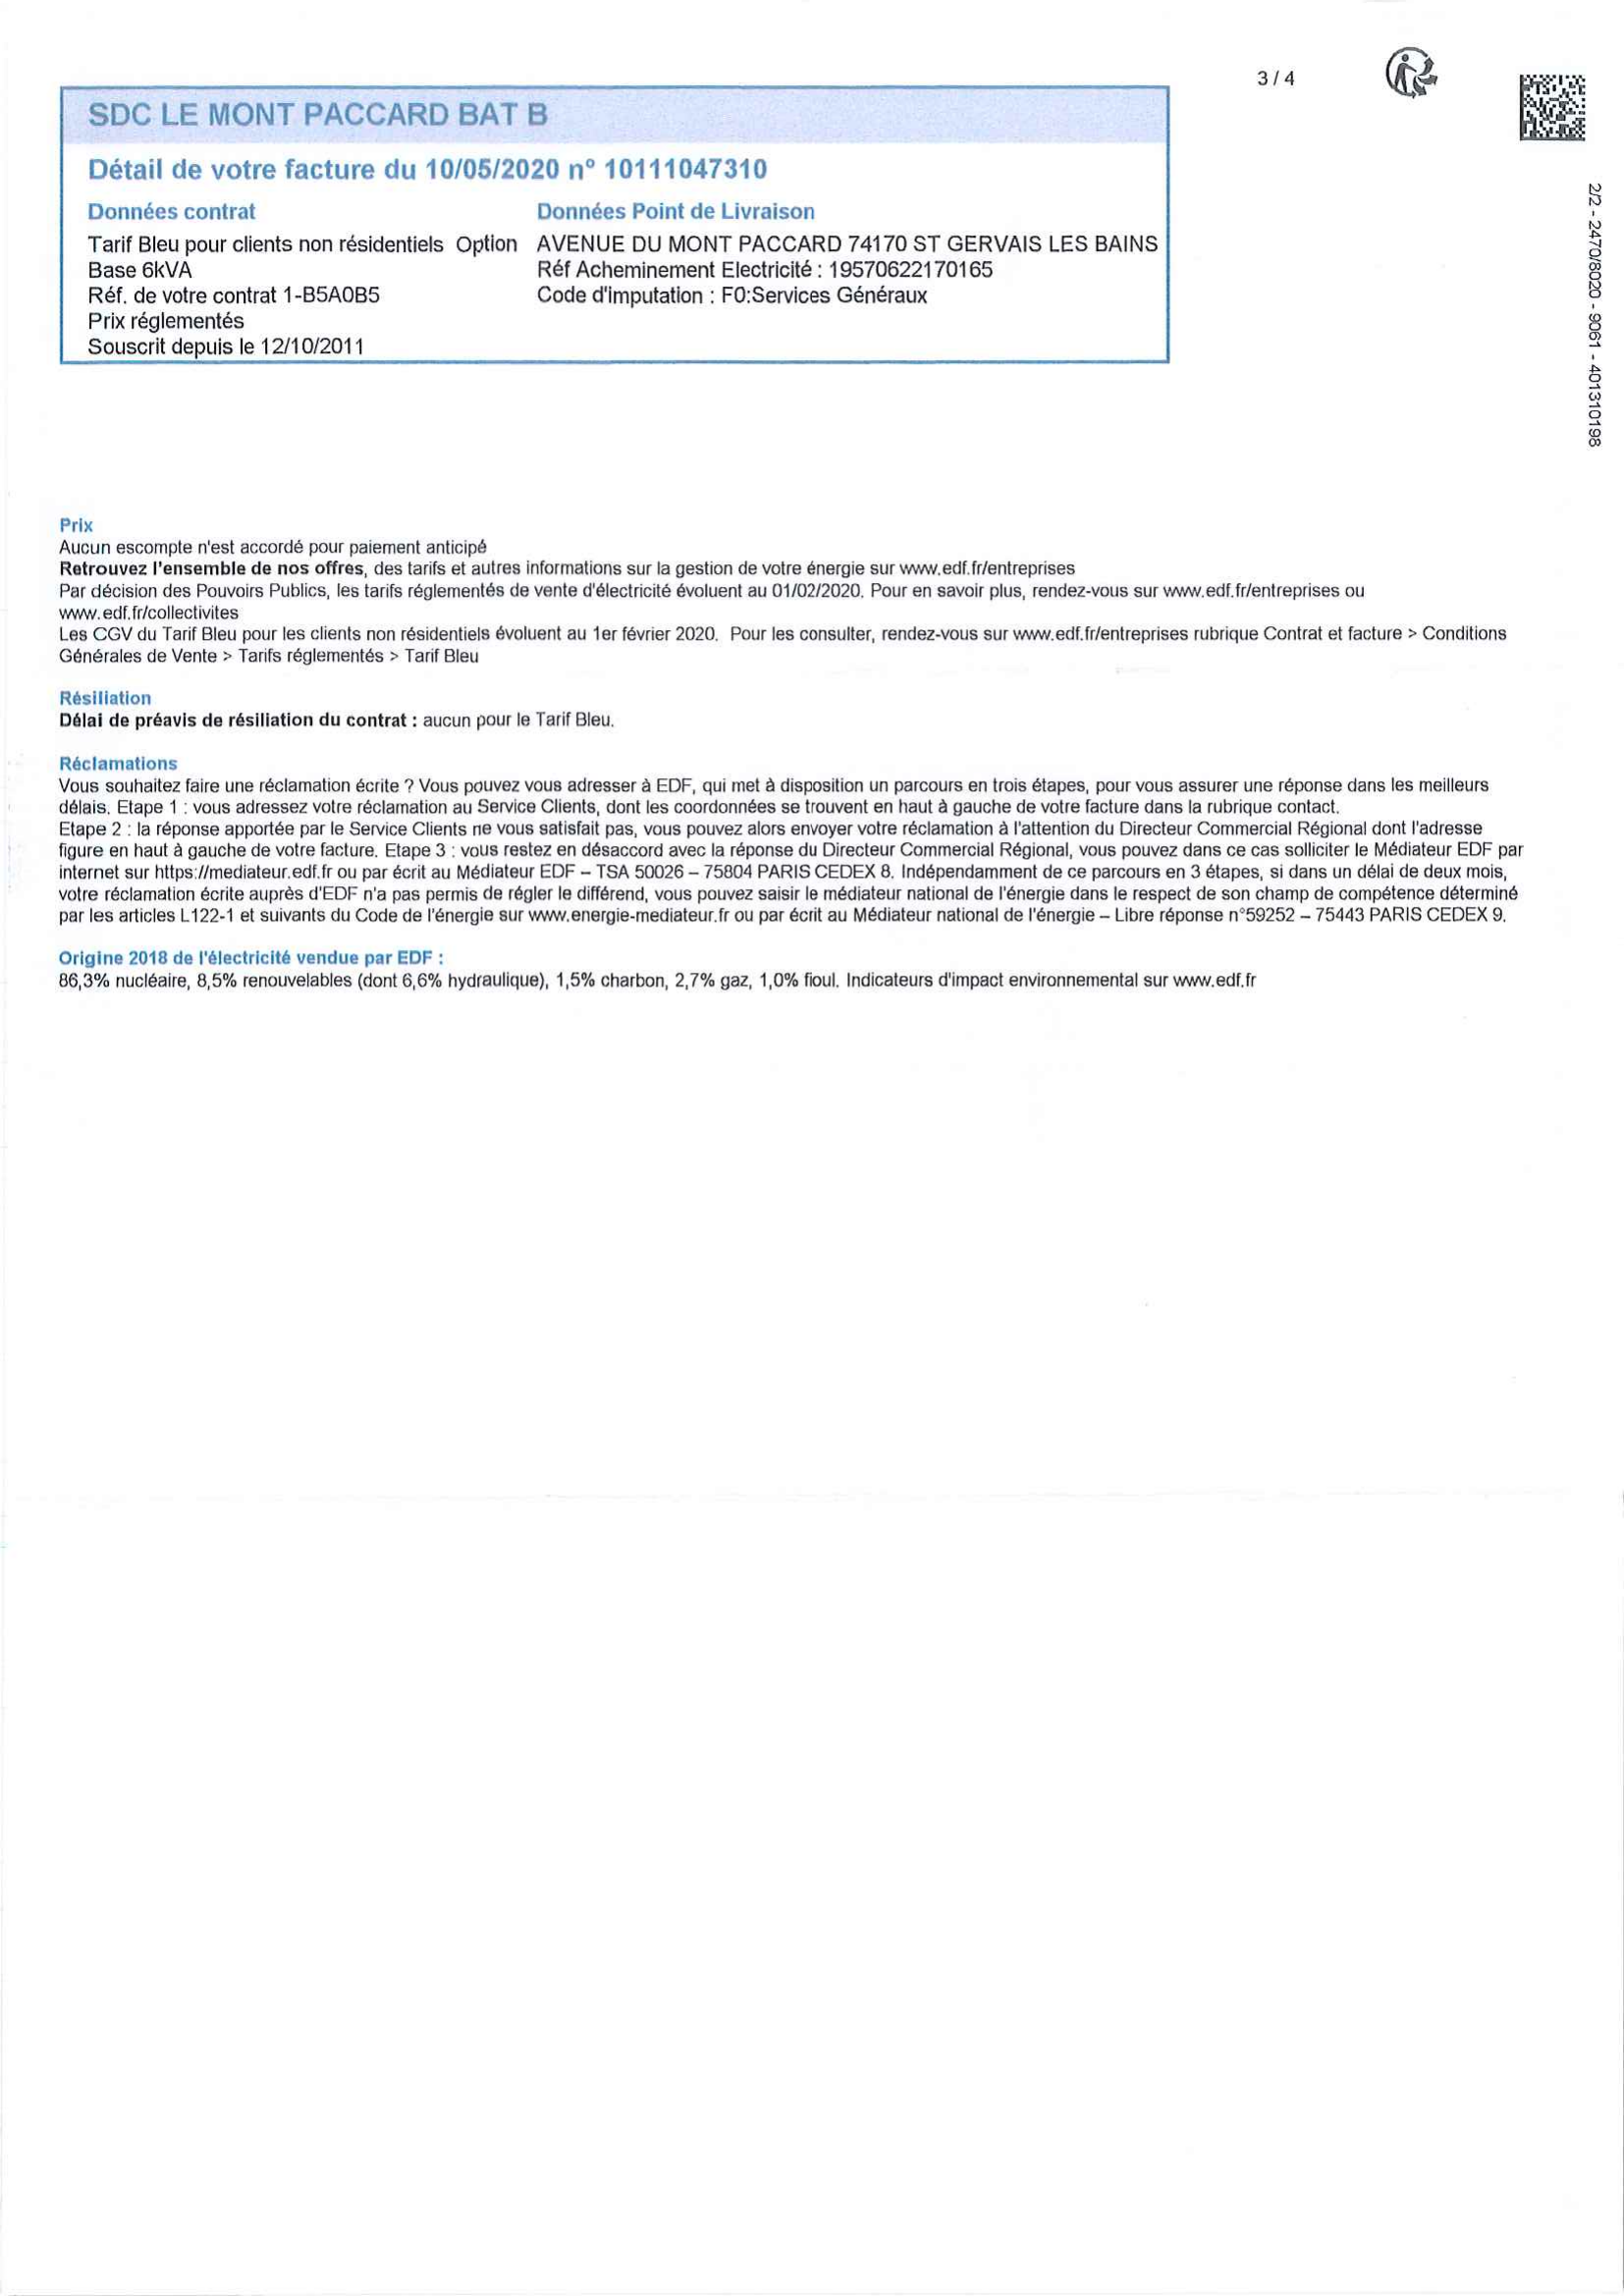 3 / 4
SDC LE MONT PACCARD BAT B
Détail de votre facture du 10/05/2020 n° 10111047310
Données contrat
Tarif Bleu pour clients non résidentiels Option
Base 6kVA
Réf. de votre contrat 1-B5A0B5
Prix réglementés
Souscrit depuis le 12/10/2011
Données Point de Livraison
AVENUE DU MONT PACCARD 74170 ST GERVAIS LES BAINS
Réf Acheminement Electricité : 19570622170165
Code d'imputation : F0:Services Généraux
2/2 - 2470/8020 - 9061 - 401310198
Prix
Aucun escompte n'est accordé pour paiement anticipé
Retrouvez l'ensemble de nos offres, des tarifs et autres informations sur la gestion de votre énergie sur www.edf.fr/entreprises
Par décision des Pouvoirs Publics, les tarifs réglementés de vente d'électricité évoluent au 01/02/2020. Pour en savoir plus, rendez-vous sur www.edf.fr/entreprises ou
www.edf.fr/collectivites
Les CGV du Tarif Bleu pour les clients non résidentiels évoluent au 1er février 2020. Pour les consulter, rendez-vous sur www.edf.fr/entreprises rubrique Contrat et facture > Conditions
Générales de Vente > Tarifs réglementés > Tarif Bleu
Résiliation
Délai de préavis de résiliation du contrat : aucun pour le Tarif Bleu.
Réclamations
Vous souhaitez faire une réclamation écrite ? Vous pouvez vous adresser à EDF, qui met à disposition un parcours en trois étapes, pour vous assurer une réponse dans les meilleurs
délais. Etape 1 : vous adressez votre réclamation au Service Clients, dont les coordonnées se trouvent en haut à gauche de votre facture dans la rubrique contact.
Etape 2 : la réponse apportée par le Service Clients ne vous satisfait pas, vous pouvez alors envoyer votre réclamation à l'attention du Directeur Commercial Régional dont l'adresse
figure en haut à gauche de votre facture. Etape 3 : vous restez en désaccord avec la réponse du Directeur Commercial Régional, vous pouvez dans ce cas solliciter le Médiateur EDF par
internet sur https://mediateur.edf.fr ou par écrit au Médiateur EDF – TSA 50026 – 75804 PARIS CEDEX 8. Indépendamment de ce parcours en 3 étapes, si dans un délai de deux mois,
votre réclamation écrite auprès d'EDF n'a pas permis de régler le différend, vous pouvez saisir le médiateur national de l'énergie dans le respect de son champ de compétence déterminé
par les articles L122-1 et suivants du Code de l'énergie sur www.energie-mediateur.fr ou par écrit au Médiateur national de l'énergie – Libre réponse n°59252 – 75443 PARIS CEDEX 9.
Origine 2018 de l'électricité vendue par EDF :
86,3% nucléaire, 8,5% renouvelables (dont 6,6% hydraulique), 1,5% charbon, 2,7% gaz, 1,0% fioul. Indicateurs d'impact environnemental sur www.edf.fr